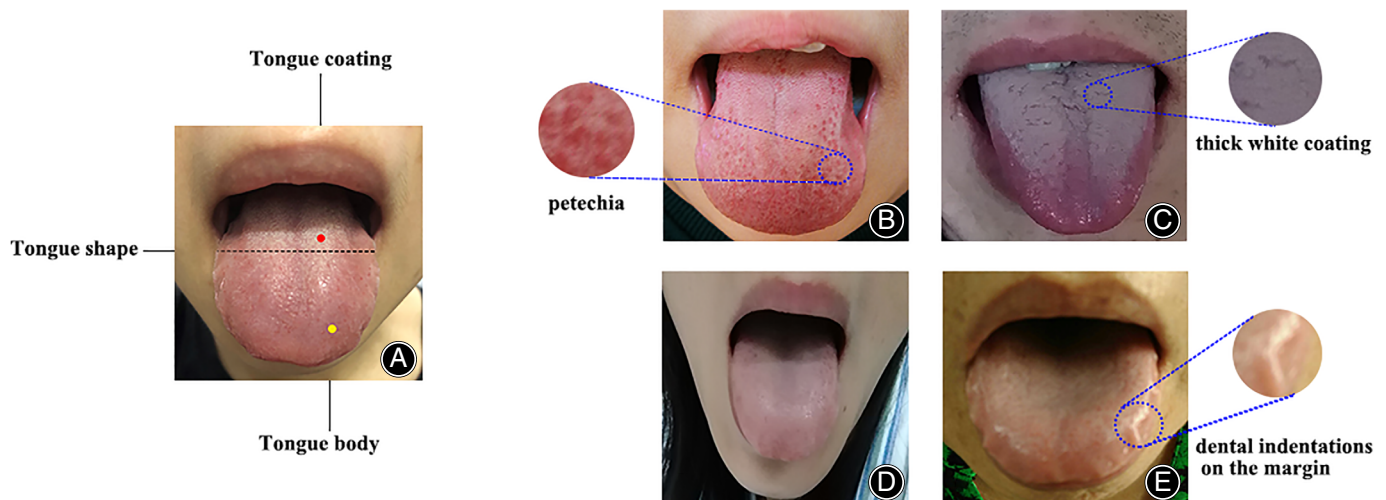 Tongue coating
Tongue shape
Tongue body
A
petechia
B
thick white coating
C
D
dental indentations
on the margin
E